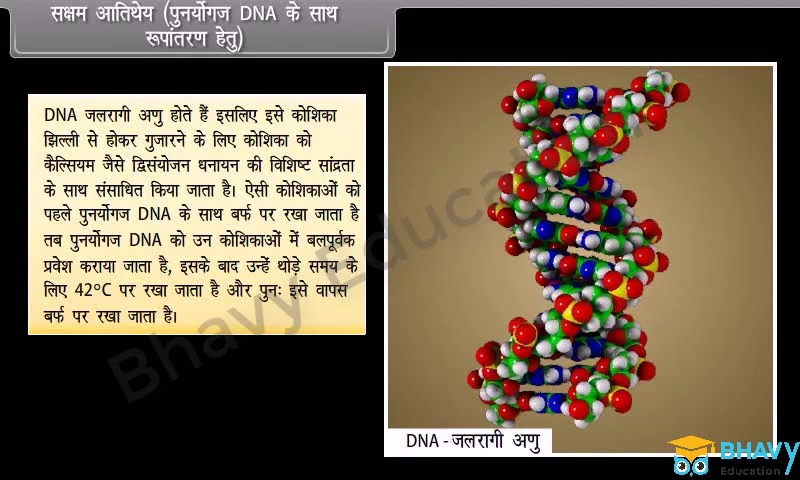 सक्षम आतिथेय (पुनर्योगज DNA के साथ
रूपांतरण हेतु)
DNA जलरागी अणु होते हैं इसलिए इसे कोशिका
झिल्ली से होकर गुजारने के लिए कोशिका को
कैल्सियम जैसे द्विसंयोजन धनायन की विशिष्ट सांद्रता
के साथ संसाधित किया जाता है। ऐसी कोशिकाओं को
पहले पुनर्योगज DNA के साथ बर्फ पर रखा जाता है
तब पुनर्योगज DNA को उन कोशिकाओं में बलपूर्वक
प्रवेश कराया जाता है, इसके बाद उन्हें थोड़े समय के
लिए 42°C पर रखा जाता है और पुनः इसे वापस
बर्फ पर रखा जाता है।
Bhavy Education
DNA - जलरागी अणु
BHAVY
Education